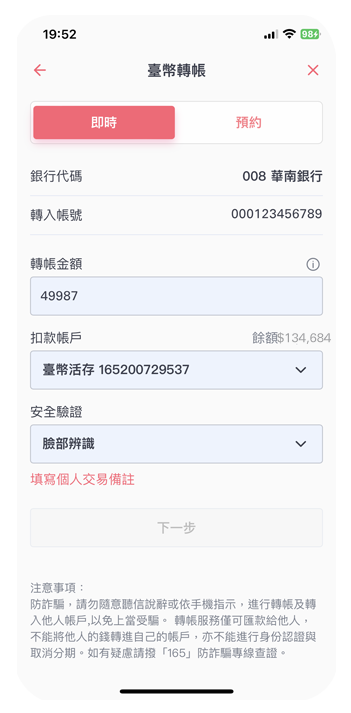 19:52
98
臺幣轉帳
即時
預約
銀行代碼
008 華南銀行
轉入帳號
000123456789
轉帳金額
49987
扣款帳戶
餘額$134,684
臺幣活存 165200729537
安全驗證
臉部辨識
填寫個人交易備註
下一步
注意事項：
防詐騙，請勿隨意聽信說辭或依手機指示，進行轉帳及轉
入他人帳戶,以免上當受騙。 轉帳服務僅可匯款給他人，
不能將他人的錢轉進自己的帳戶，亦不能進行身份認證與
取消分期。如有疑慮請撥「165」防詐騙專線查證。